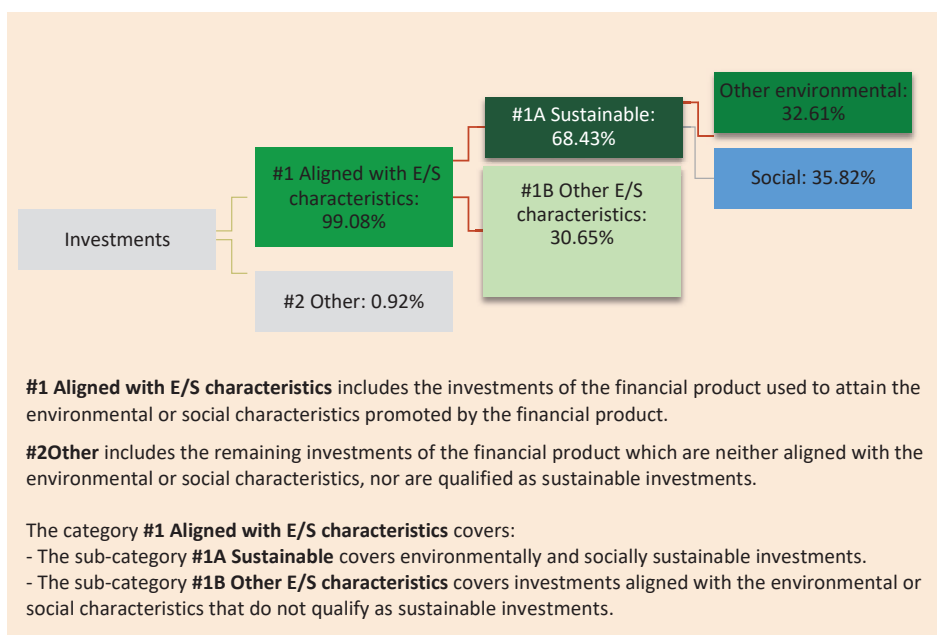 Investments
#1 Aligned with E/S
characteristics:
99.08%
#2 Other: 0.92%
#1A Sustainable:
68.43%
#1B Other E/S
characteristics:
30.65%
Other environmental:
32.61%
Social: 35.82%
#1 Aligned with E/S characteristics includes the investments of the financial product used to attain the
environmental or social characteristics promoted by the financial product.
#2Other includes the remaining investments of the financial product which are neither aligned with the
environmental or social characteristics, nor are qualified as sustainable investments.
The category #1 Aligned with E/S characteristics covers:
- The sub-category #1A Sustainable covers environmentally and socially sustainable investments.
- The sub-category #1B Other E/S characteristics covers investments aligned with the environmental or
social characteristics that do not qualify as sustainable investments.